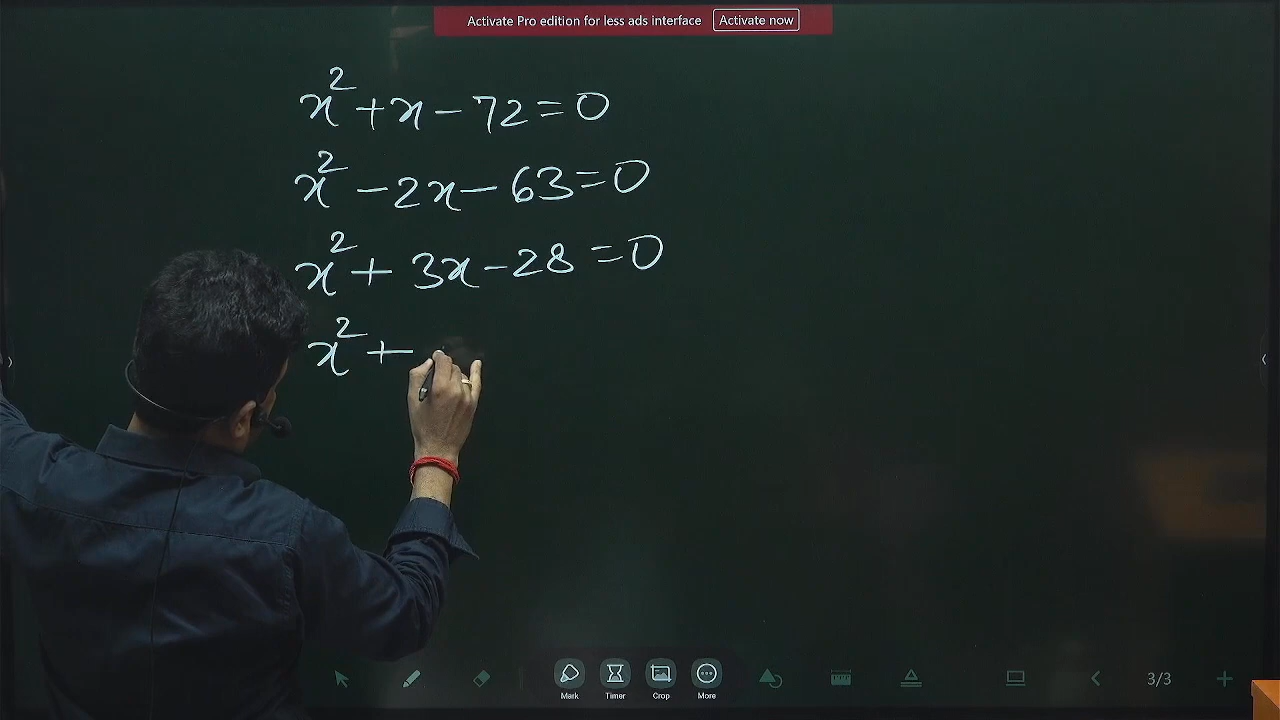 Activate Pro edition for less ads interface Activate now
x² + x - 72 = 0
x² - 2x - 63 = 0
x² + 3x - 28 = 0
x² +
Mark Timer Crop More
3/3